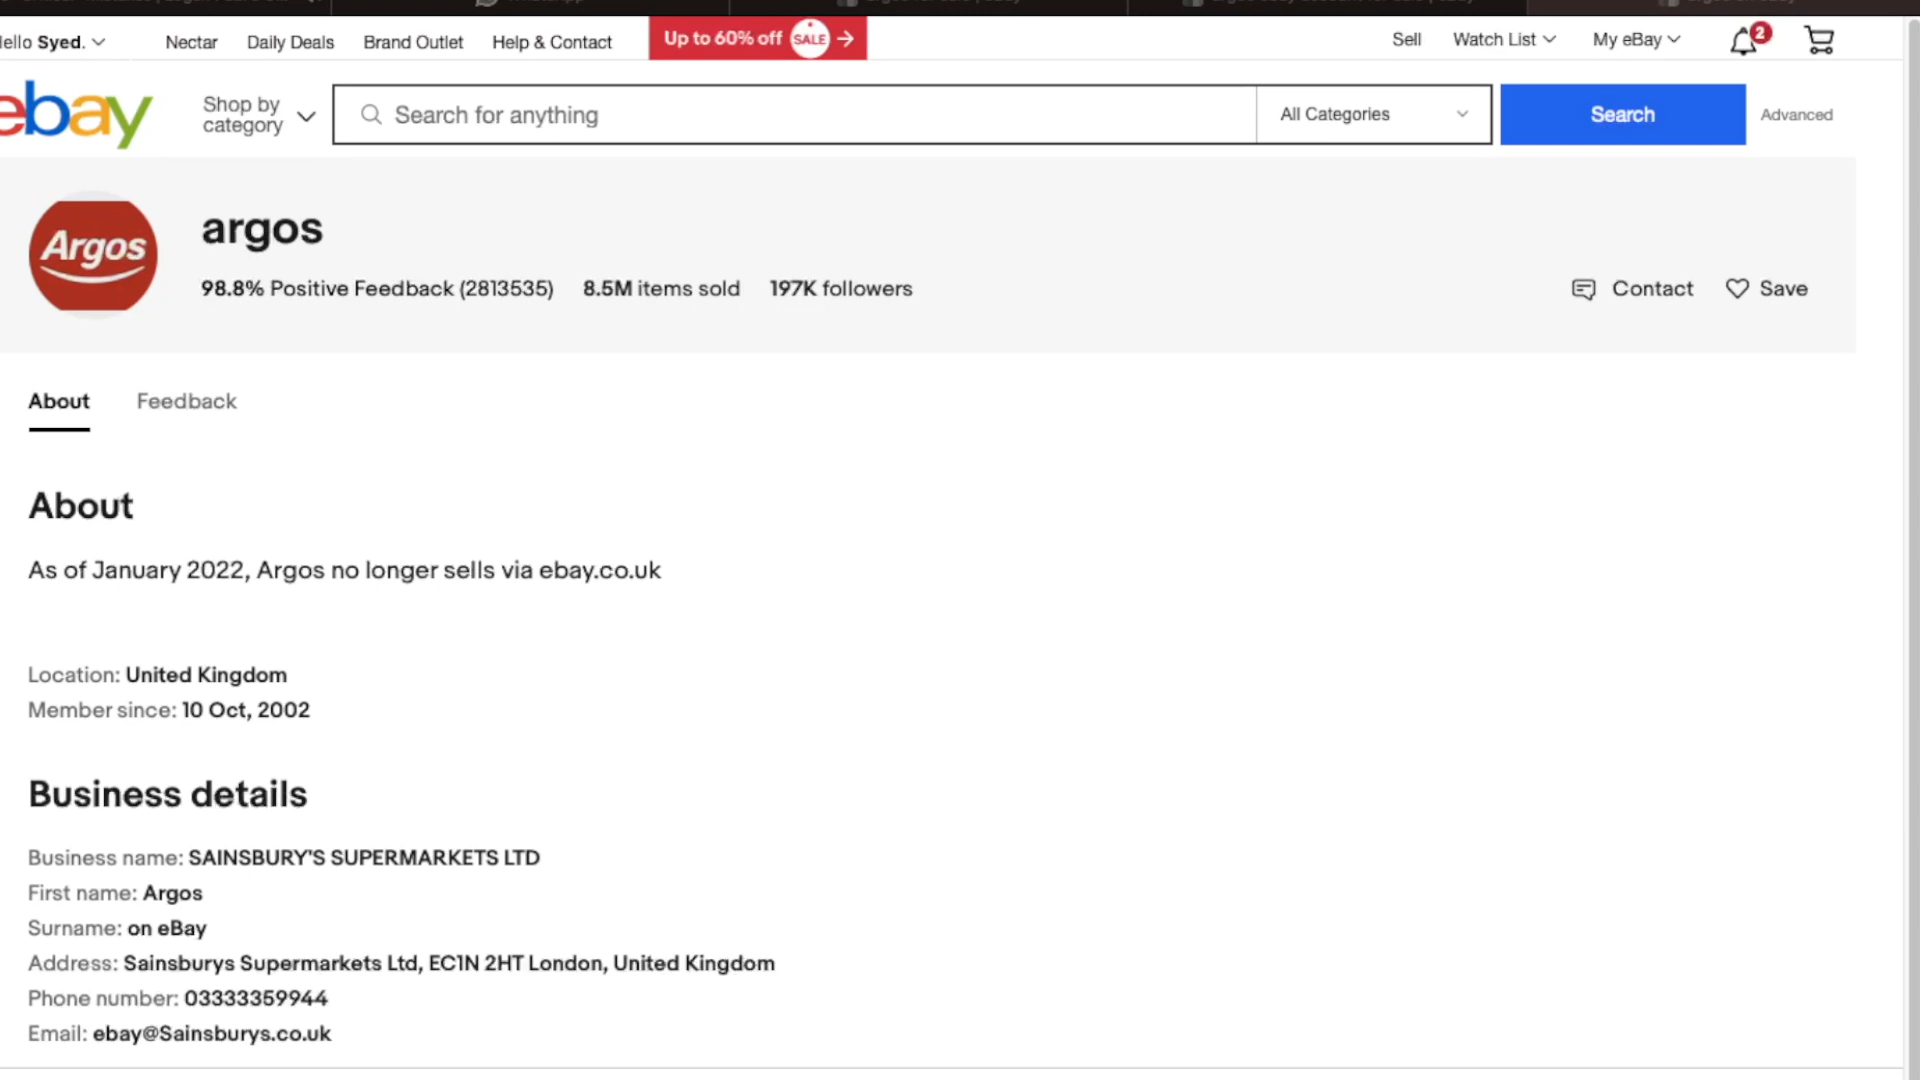 ello Syed.
Nectar
Daily Deals
Brand Outlet
Help & Contact
Up to 60% off SALE
Sell
Watch List
My eBay
2
ebay
Shop by
category
Search for anything
All Categories
Search
Advanced
Argos
argos
98.8% Positive Feedback (2813535)
8.5M items sold
197K followers
Contact
Save
About
Feedback
About
As of January 2022, Argos no longer sells via ebay.co.uk
Location: United Kingdom
Member since: 10 Oct, 2002
Business details
Business name: SAINSBURY'S SUPERMARKETS LTD
First name: Argos
Surname: on eBay
Address: Sainsburys Supermarkets Ltd, EC1N 2HT London, United Kingdom
Phone number: 03333359944
Email: ebay@Sainsburys.co.uk